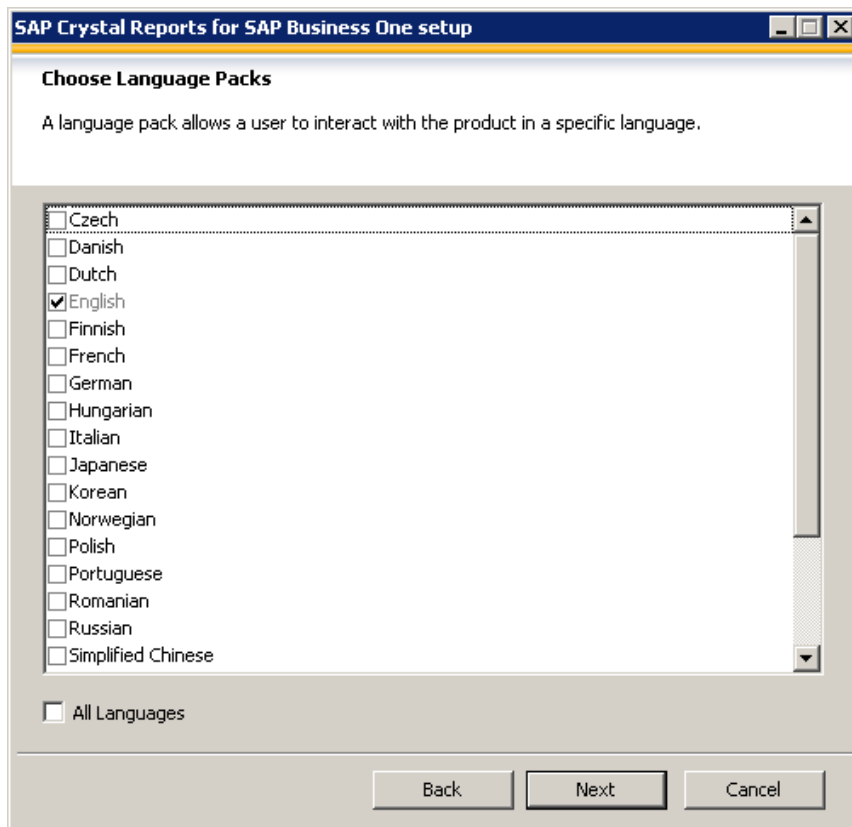 SAP Crystal Reports for SAP Business One setup
Choose Language Packs
A language pack allows a user to interact with the product in a specific language.
Czech
Danish
Dutch
English
Finnish
French
German
Hungarian
Italian
Japanese
Korean
Norwegian
Polish
Portuguese
Romanian
Russian
Simplified Chinese
All Languages
Back Next Cancel